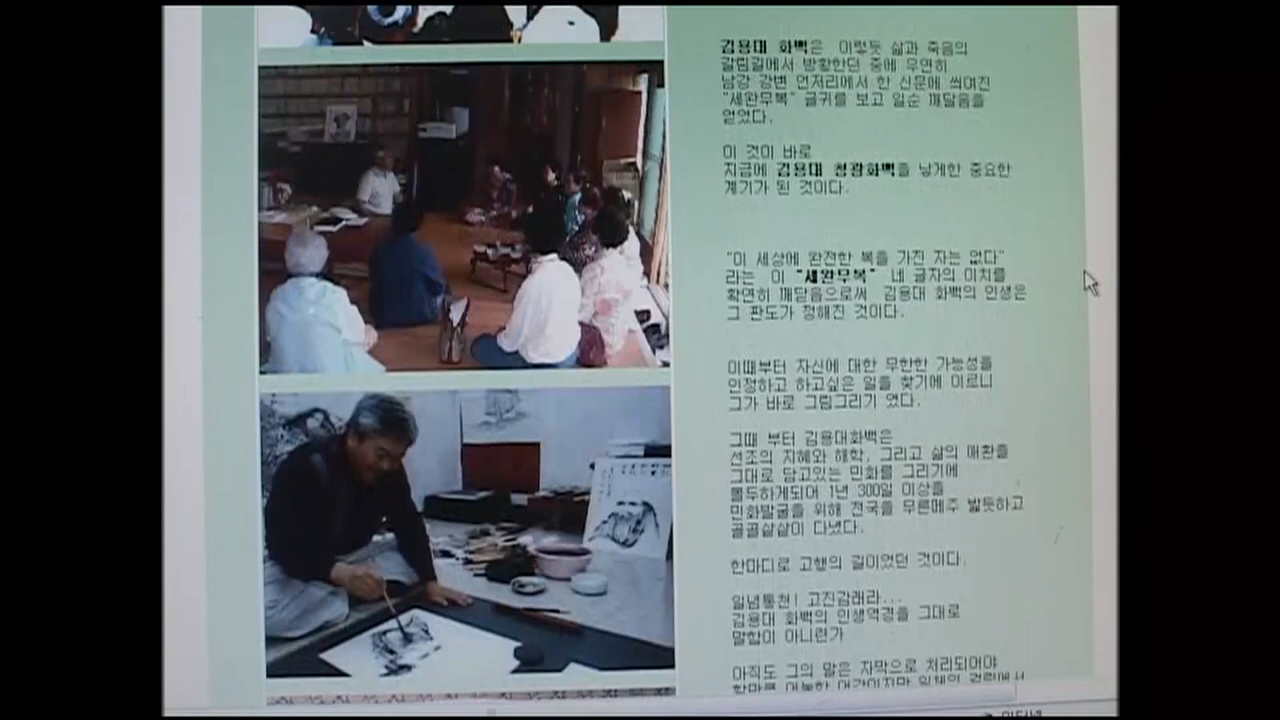 김용대 화백은 이렇듯 삶과 죽음의
갈림길에서 방황한던 중에 우연히
남강 강변 언저리에서 한 신문에 씌여진
"세완무복" 글귀를 보고 일순 깨달음을
얻었다.
이 것이 바로
지금에 김용대 청광화백을 낳게한 중요한
계기가 된 것이다.
"이 세상에 완전한 복을 가진 자는 없다"
라는 이 "세완무복" 네 글자의 이치를
확연히 깨닫음으로써 김용대 화백의 인생은
그 판도가 정해진 것이다.
이때부터 자신에 대한 무한한 가능성을
인정하고 하고싶은 일을 찾기에 이르니
그가 바로 그림그리기 였다.
그때 부터 김용대화백은
선조의 지혜와 해학, 그리고 삶의 애환을
그대로 담고있는 민화를 그리기에
몰두하게되어 1년 300일 이상을
민화발굴을 위해 전국을 무른메주 밟듯하고
골골샅샅이 다녔다.
한마디로 고행의 길이었던 것이다.
일념통천! 고진감래라...
김용대 화백의 인생역경을 그대로
말함이 아니련가
아직도 그의 말은 자막으로 처리되어야